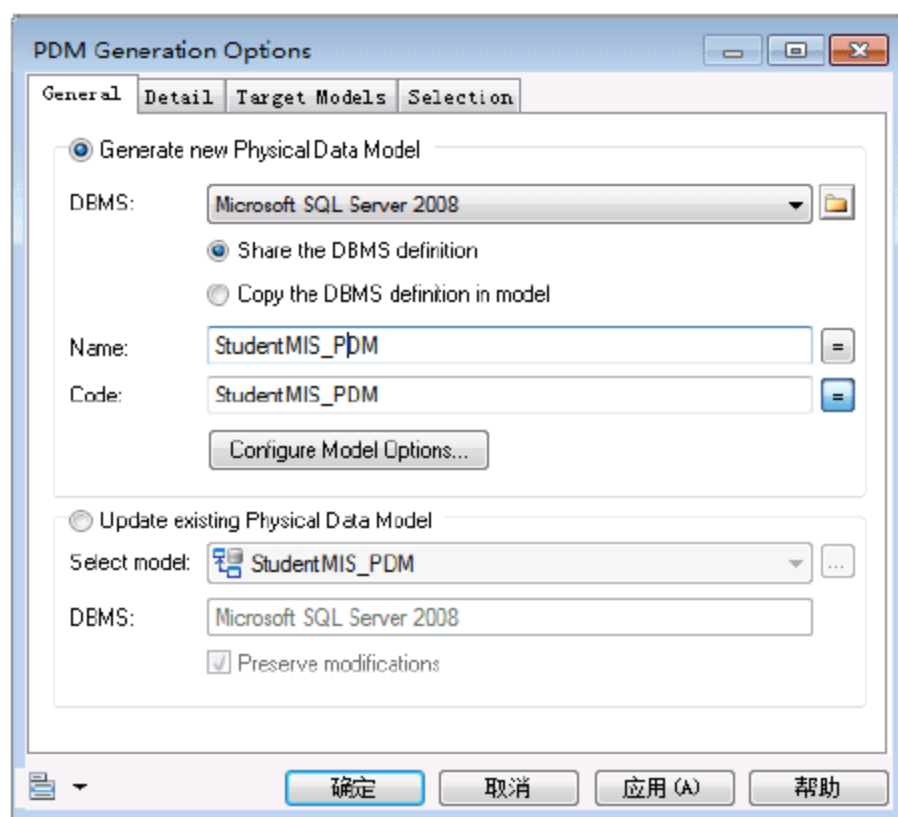 PDM Generation Options
General Detail Target Models Selection
Generate new Physical Data Model
DBMS: Microsoft SQL Server 2008
Share the DBMS definition
Copy the DBMS definition in model
Name: StudentMIS_PDM =
Code: StudentMIS_PDM =
Configure Model Options...
Update existing Physical Data Model
Select model: StudentMIS_PDM ...
DBMS: Microsoft SQL Server 2008
Preserve modifications
确定 取消 应用(A) 帮助